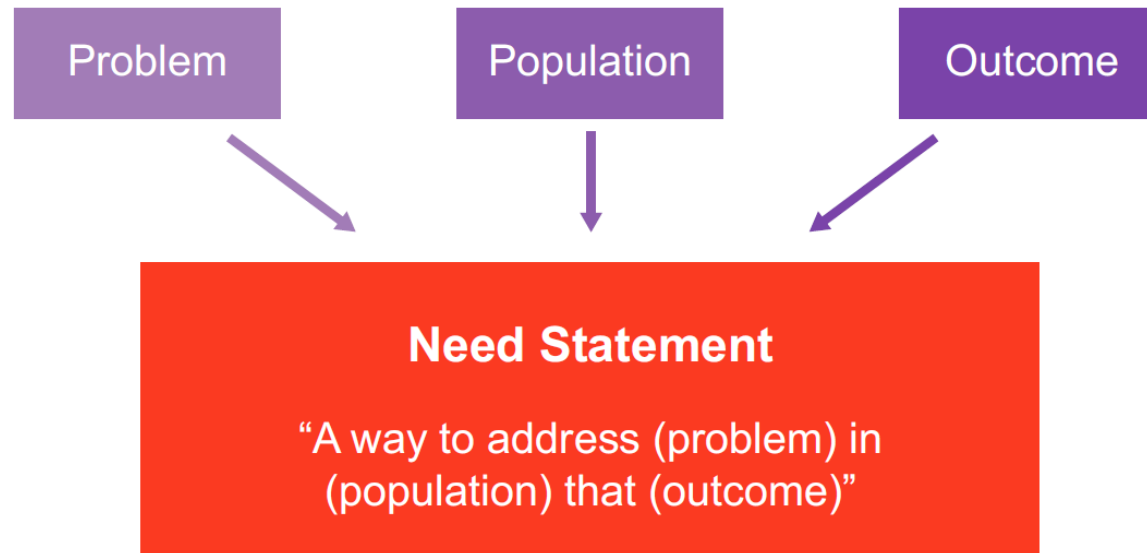 Problem
Population
Outcome
Need Statement
“A way to address (problem) in
(population) that (outcome)”